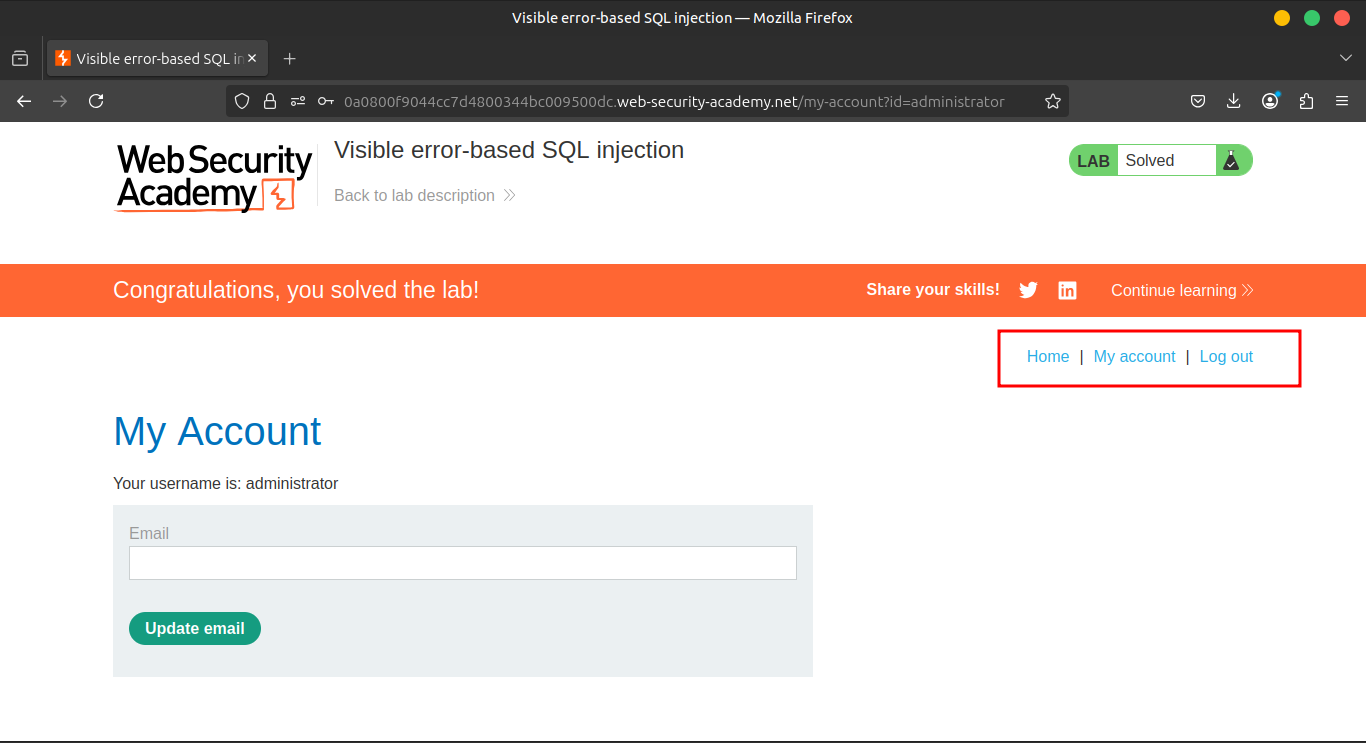 Visible error-based SQL injection — Mozilla Firefox
Visible error-based SQL in
0a0800f9044cc7d4800344bc009500dc.web-security-academy.net/my-account?id=administrator
Web Security Academy
Visible error-based SQL injection
Back to lab description
LAB Solved
Congratulations, you solved the lab!
Share your skills!
Continue learning
Home | My account | Log out
My Account
Your username is: administrator
Email
Update email